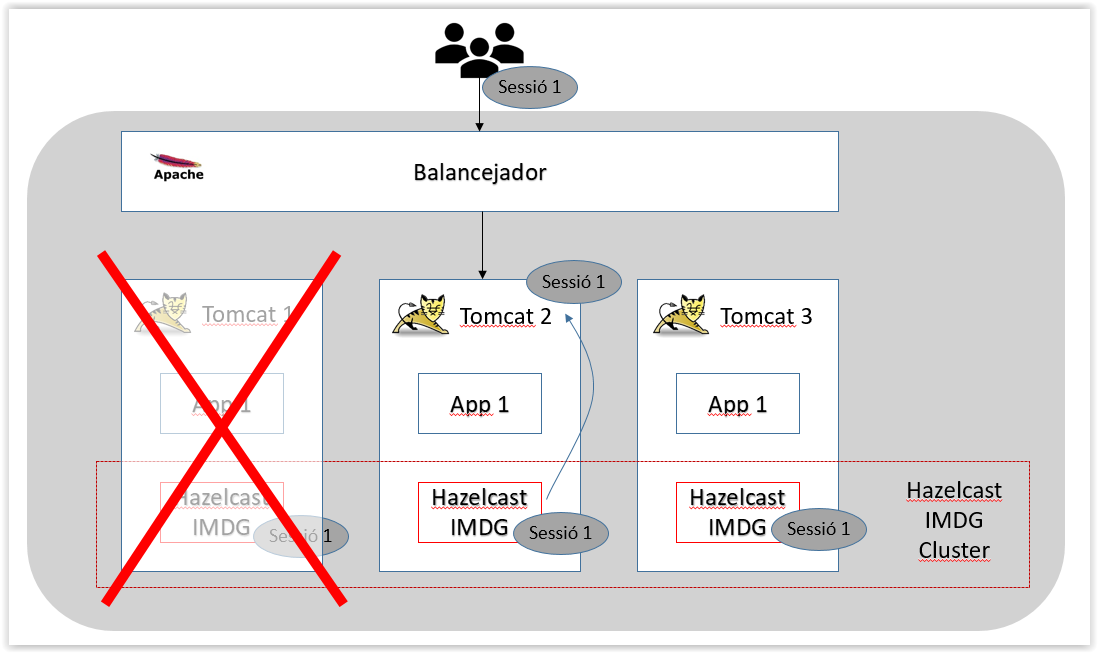 Sessió 1
Apache
Balancejador
Sessió 1
Tomcat 1
Tomcat 2
Tomcat 3
App 1
App 1
App 1
Hazelcast
IMDG
Sessió 1
Hazelcast
IMDG
Sessió 1
Hazelcast
IMDG
Sessió 1
Hazelcast
IMDG
Cluster